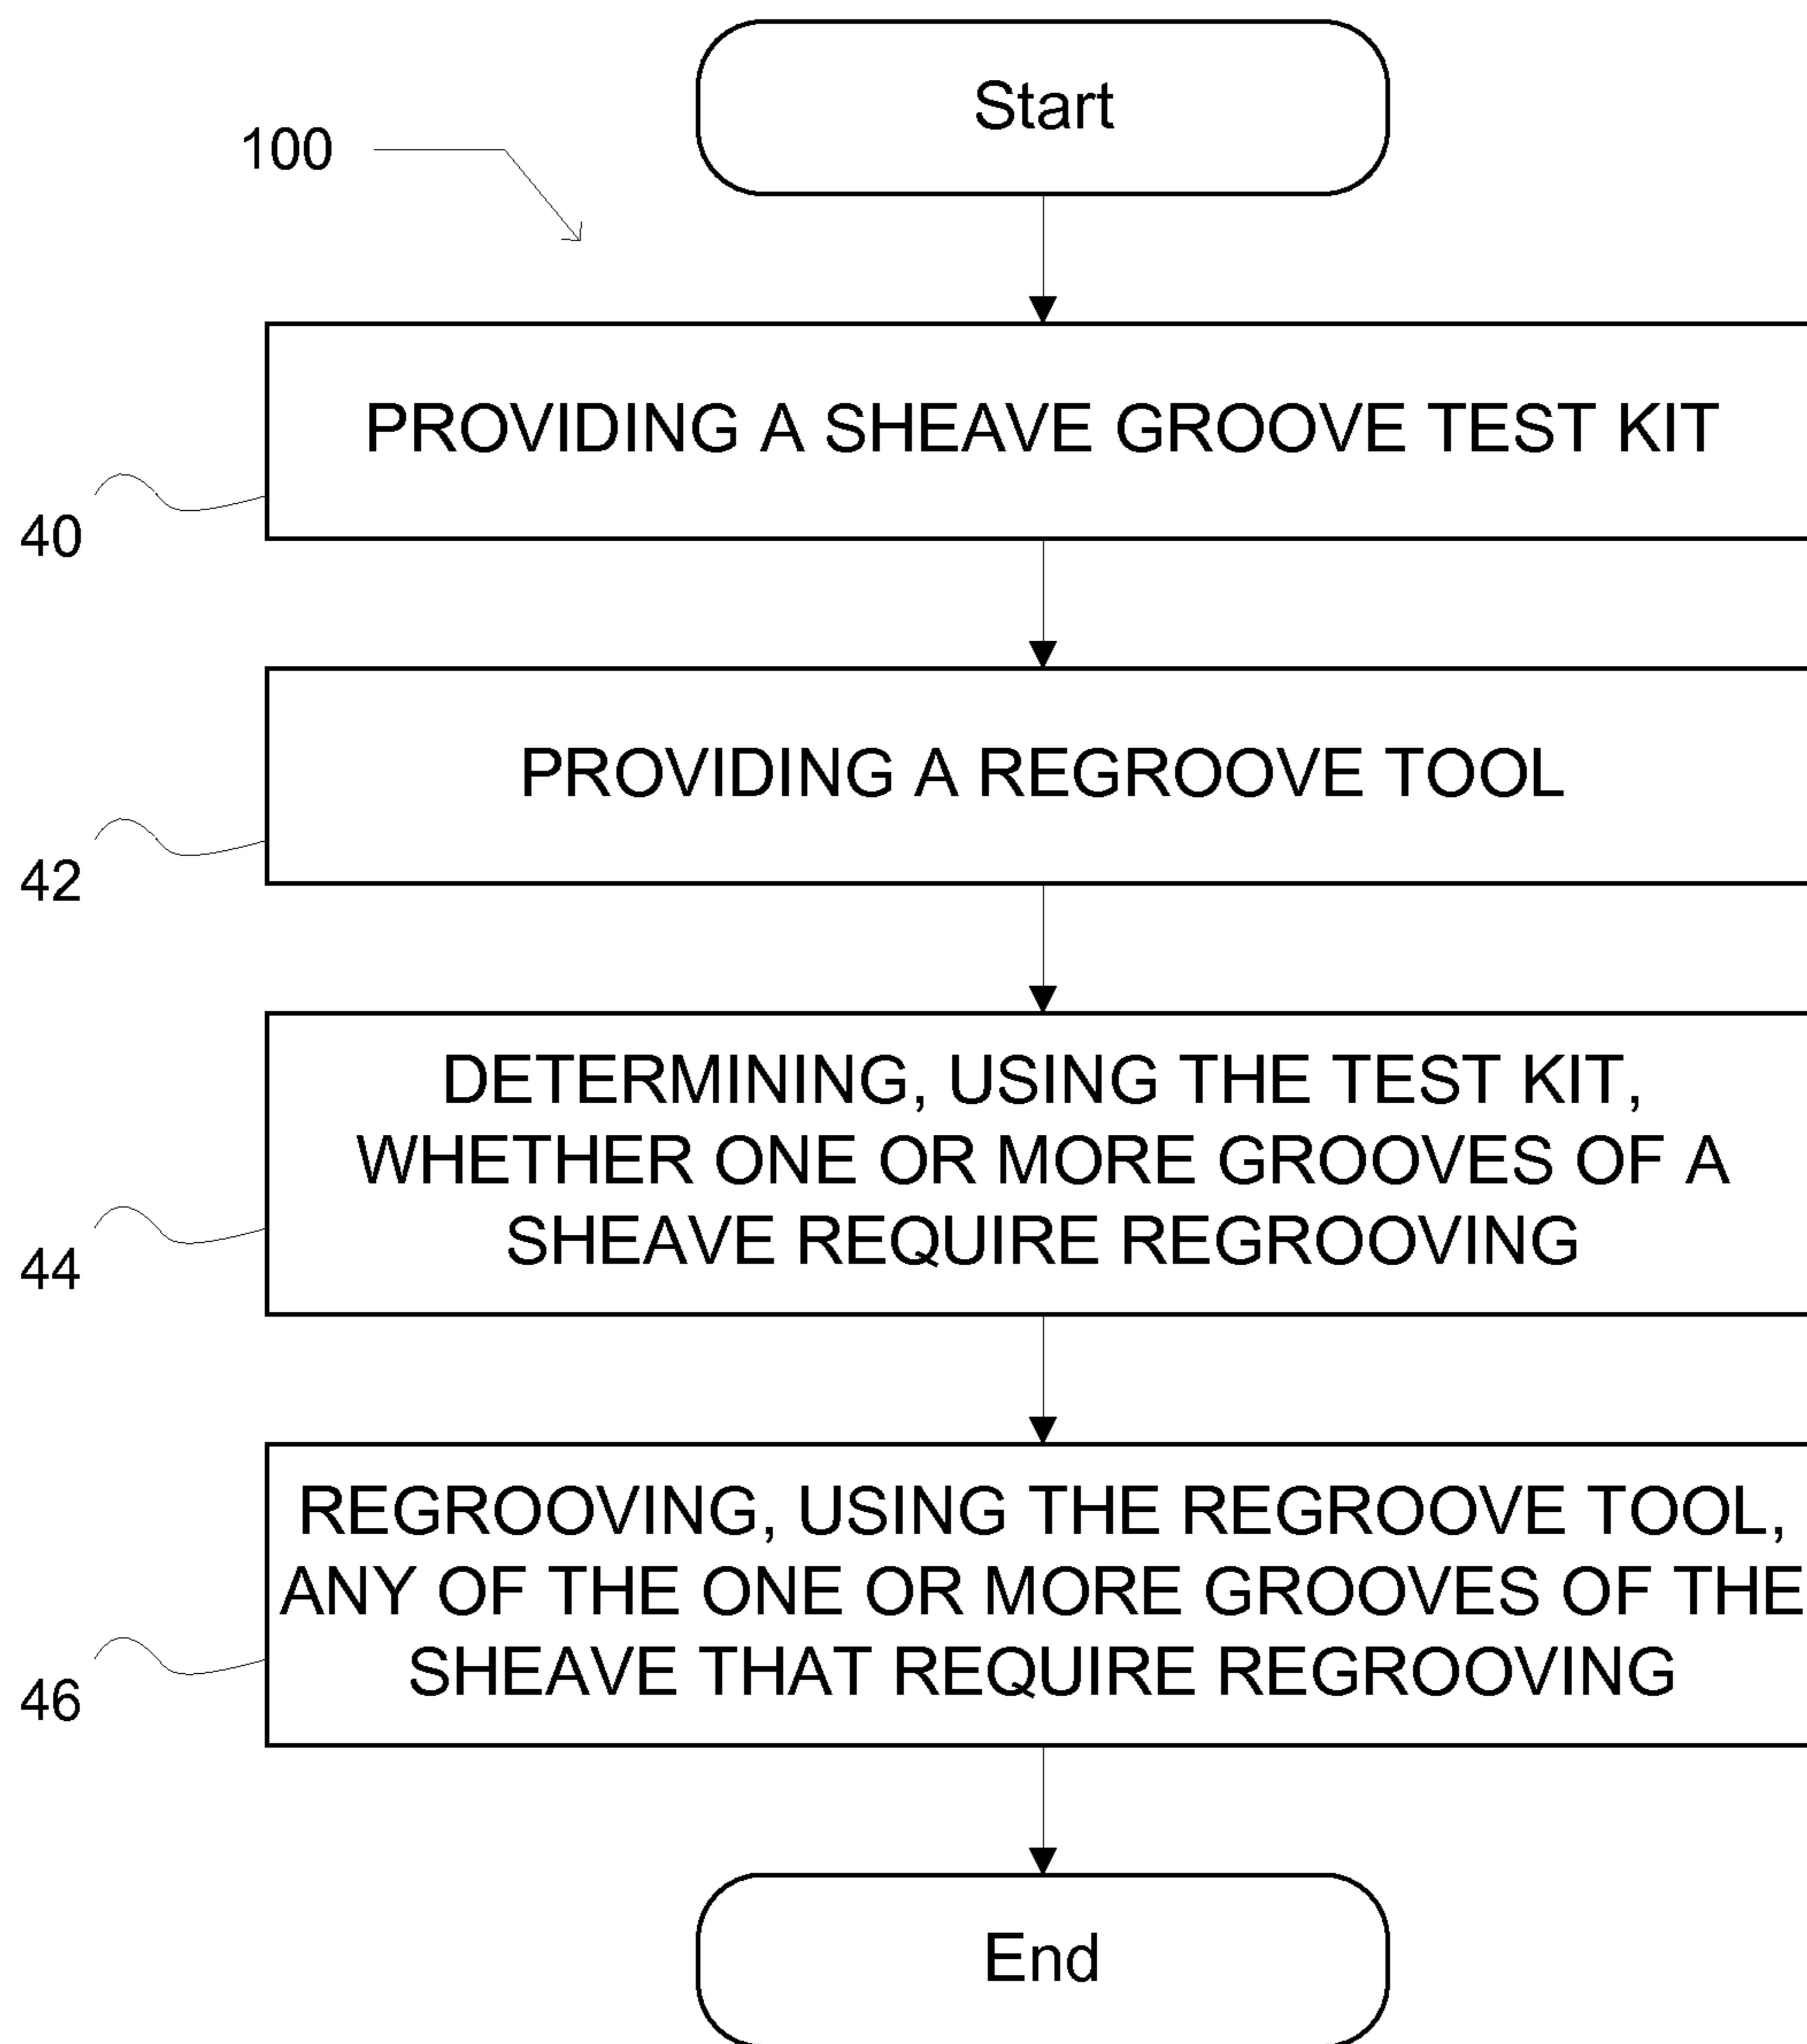 Start
100
PROVIDING A SHEAVE GROOVE TEST KIT
40
PROVIDING A REGROOVE TOOL
42
DETERMINING, USING THE TEST KIT,
WHETHER ONE OR MORE GROOVES OF A
SHEAVE REQUIRE REGROOVING
44
REGROOVING, USING THE REGROOVE TOOL,
ANY OF THE ONE OR MORE GROOVES OF THE
SHEAVE THAT REQUIRE REGROOVING
46
End